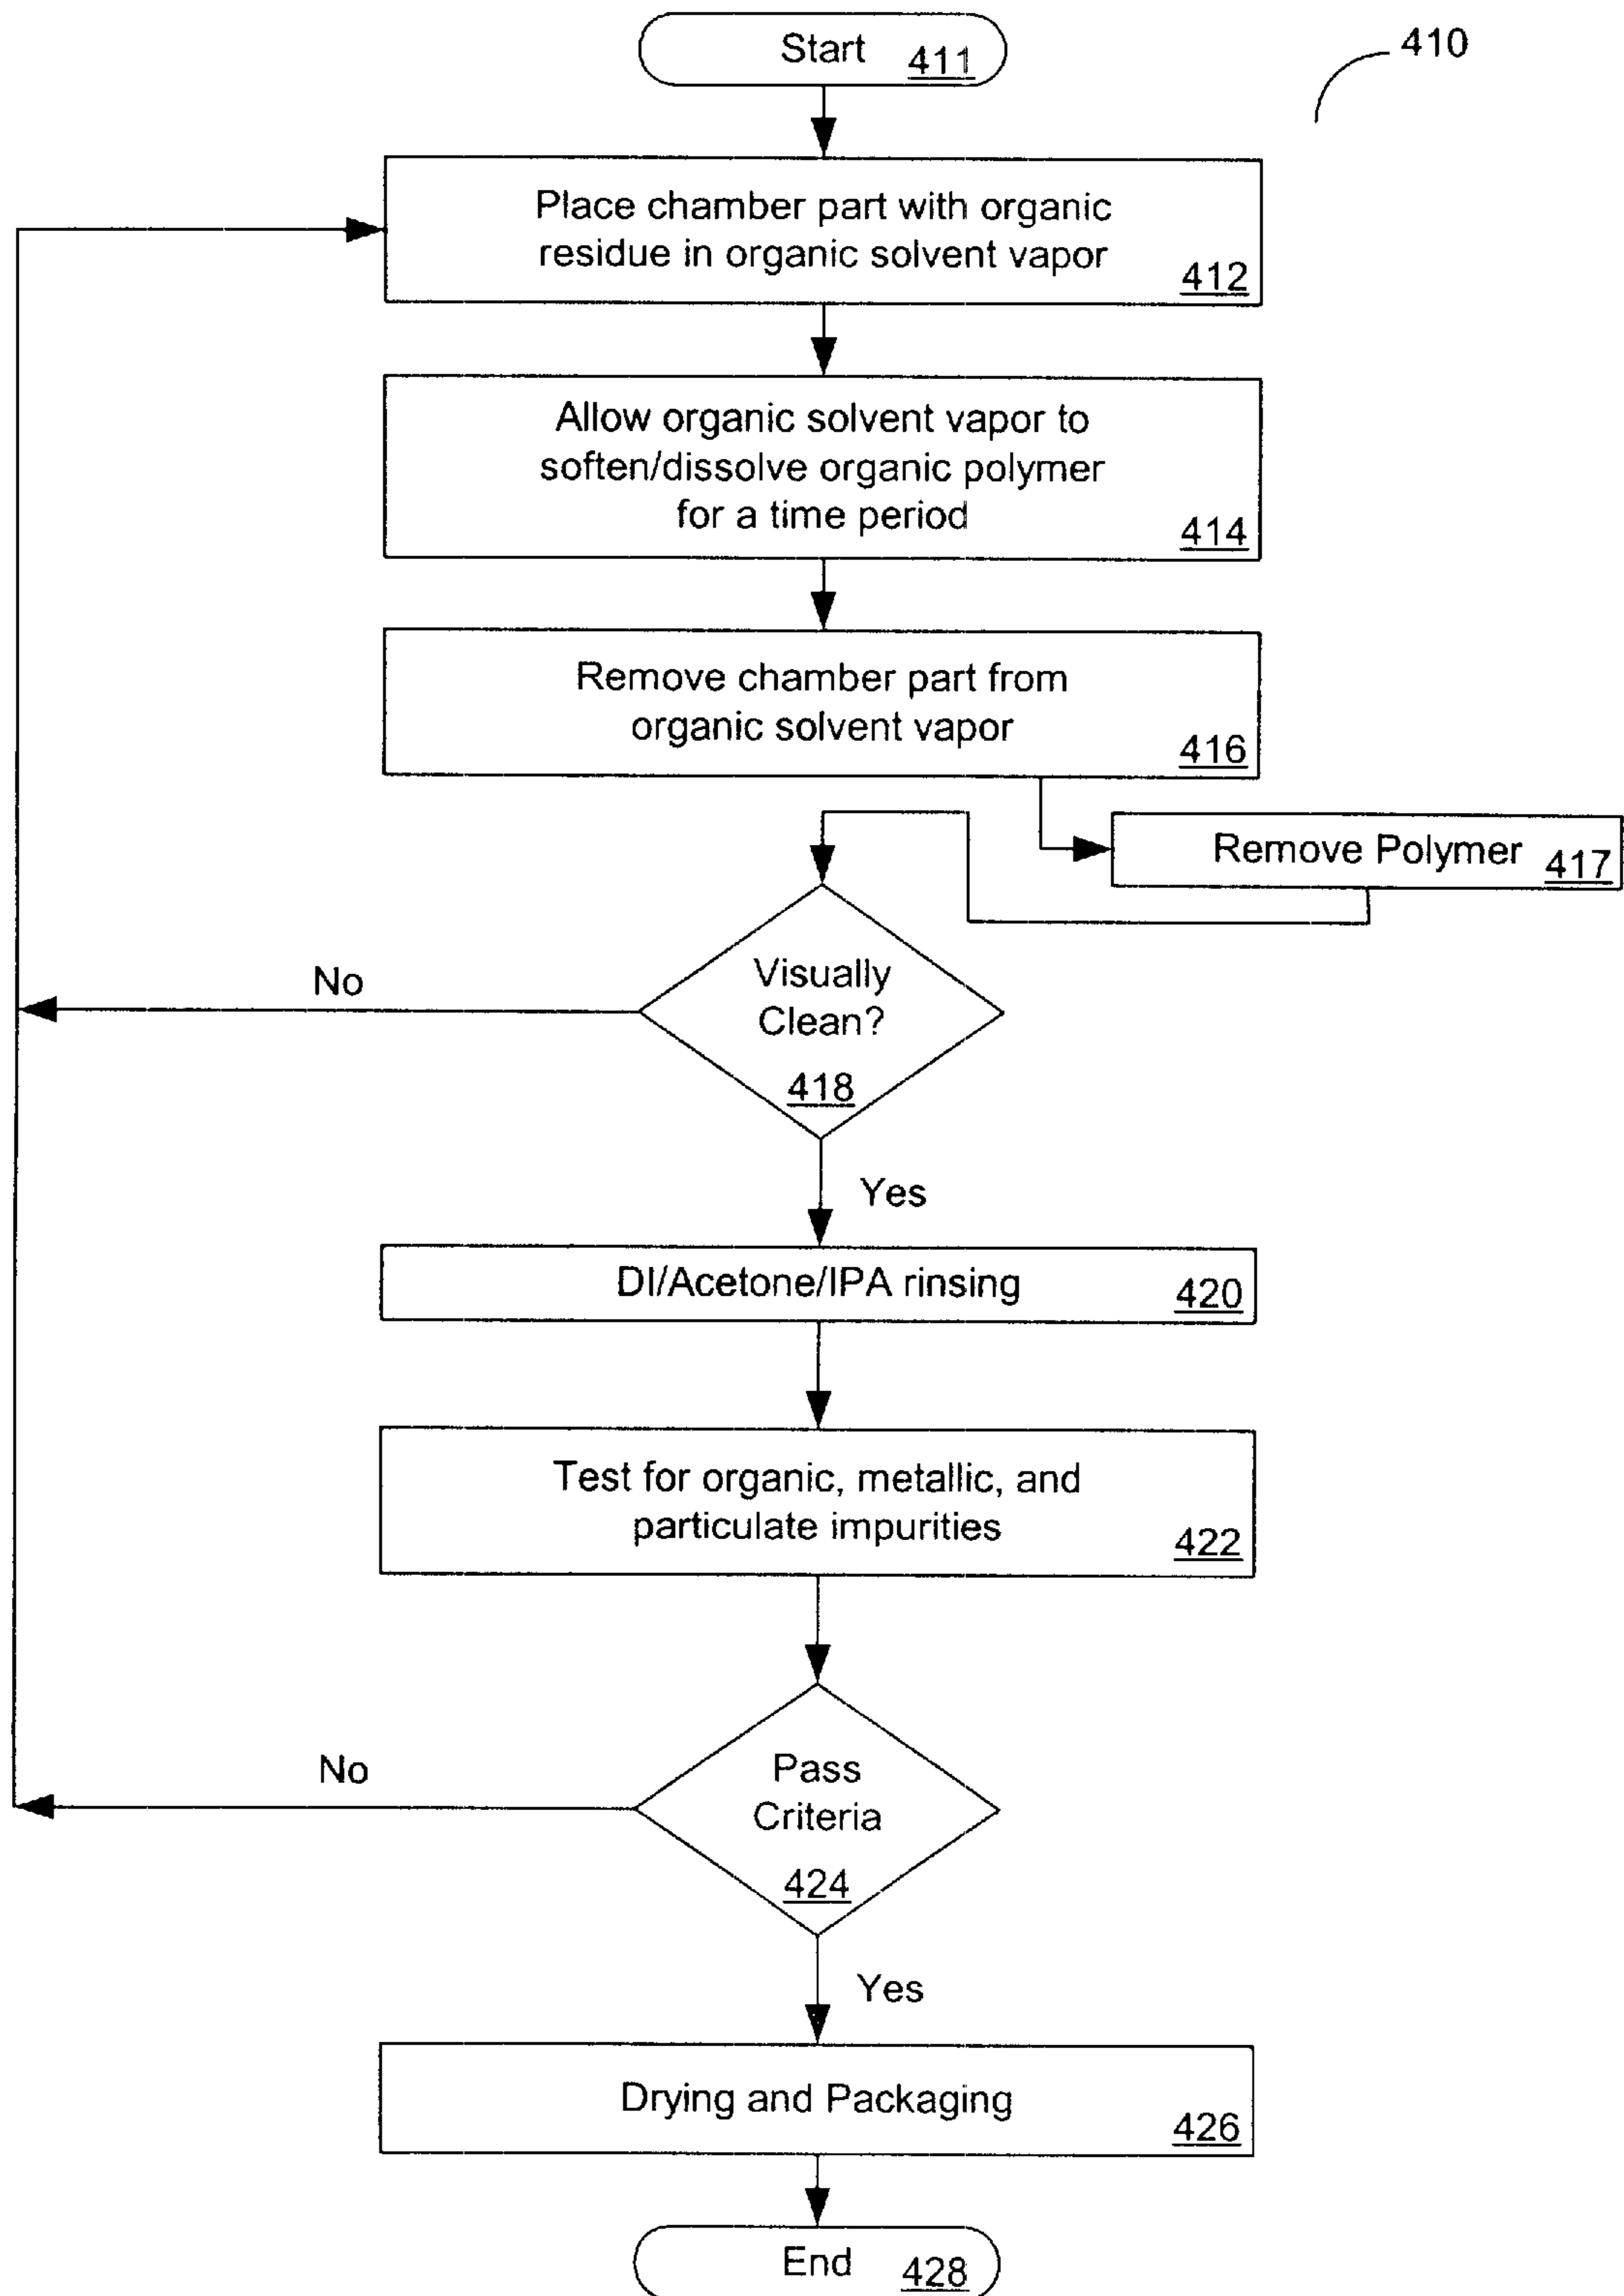 Start 411
410
Place chamber part with organic
residue in organic solvent vapor
412
Allow organic solvent vapor to
soften/dissolve organic polymer
for a time period
414
Remove chamber part from
organic solvent vapor
416
Remove Polymer 417
Visually
Clean?
418
No
Yes
DI/Acetone/IPA rinsing 420
Test for organic, metallic, and
particulate impurities
422
Pass
Criteria
424
No
Yes
Drying and Packaging
426
End 428